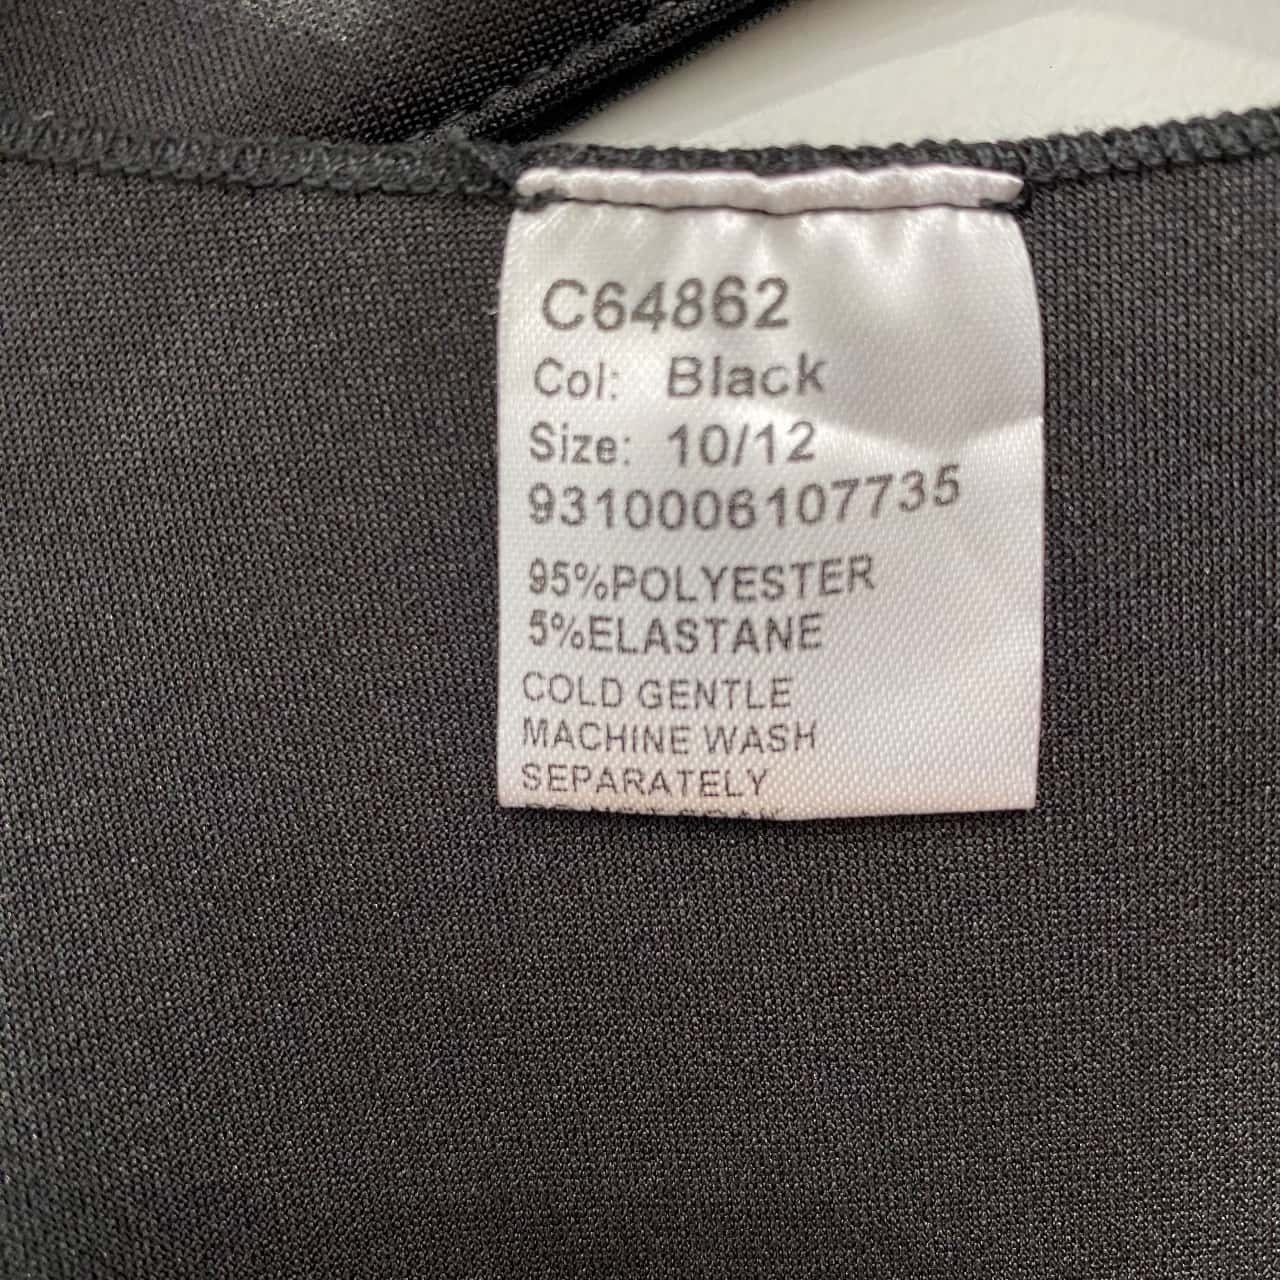 C64862
Col: Black
Size: 10/12
9310006107735
95%POLYESTER
5%ELASTANE
COLD GENTLE
MACHINE WASH
SEPARATELY